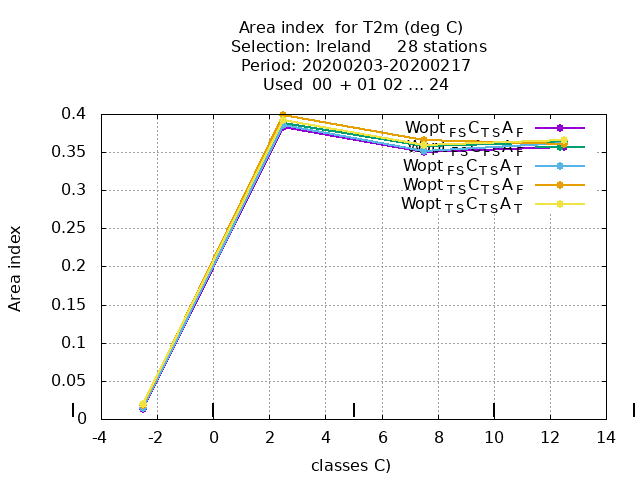 Area index  for T2m (deg C)
Selection: Ireland     28 stations
Period: 20200203-20200217
Used  00 + 01 02 ... 24
Wopt FS C TS A F
Wopt FS C TS A T
Wopt TS C TS A F
Wopt TS C TS A T
0.4
0.35
0.3
0.25
0.2
0.15
0.1
0.05
0
Area index
-4 -2 0 2 4 6 8 10 12 14
classes C)